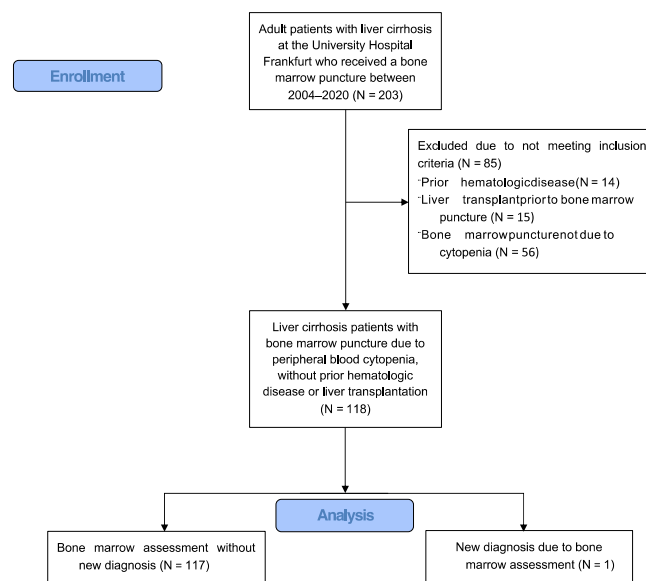 Adult patients with liver cirrhosis
at the University Hospital
Frankfurt who received a bone
marrow puncture between
2004–2020 (N = 203)
Enrollment
Excluded due to not meeting inclusion
criteria (N = 85)
-Prior hematologicdisease(N = 14)
-Liver transplantprior to bone marrow
puncture (N = 15)
-Bone marrowpuncturenot due to
cytopenia (N = 56)
Liver cirrhosis patients with
bone marrow puncture due to
peripheral blood cytopenia,
without prior hematologic
disease or liver transplantation
(N = 118)
Analysis
Bone marrow assessment without
new diagnosis (N = 117)
New diagnosis due to bone
marrow assessment (N = 1)